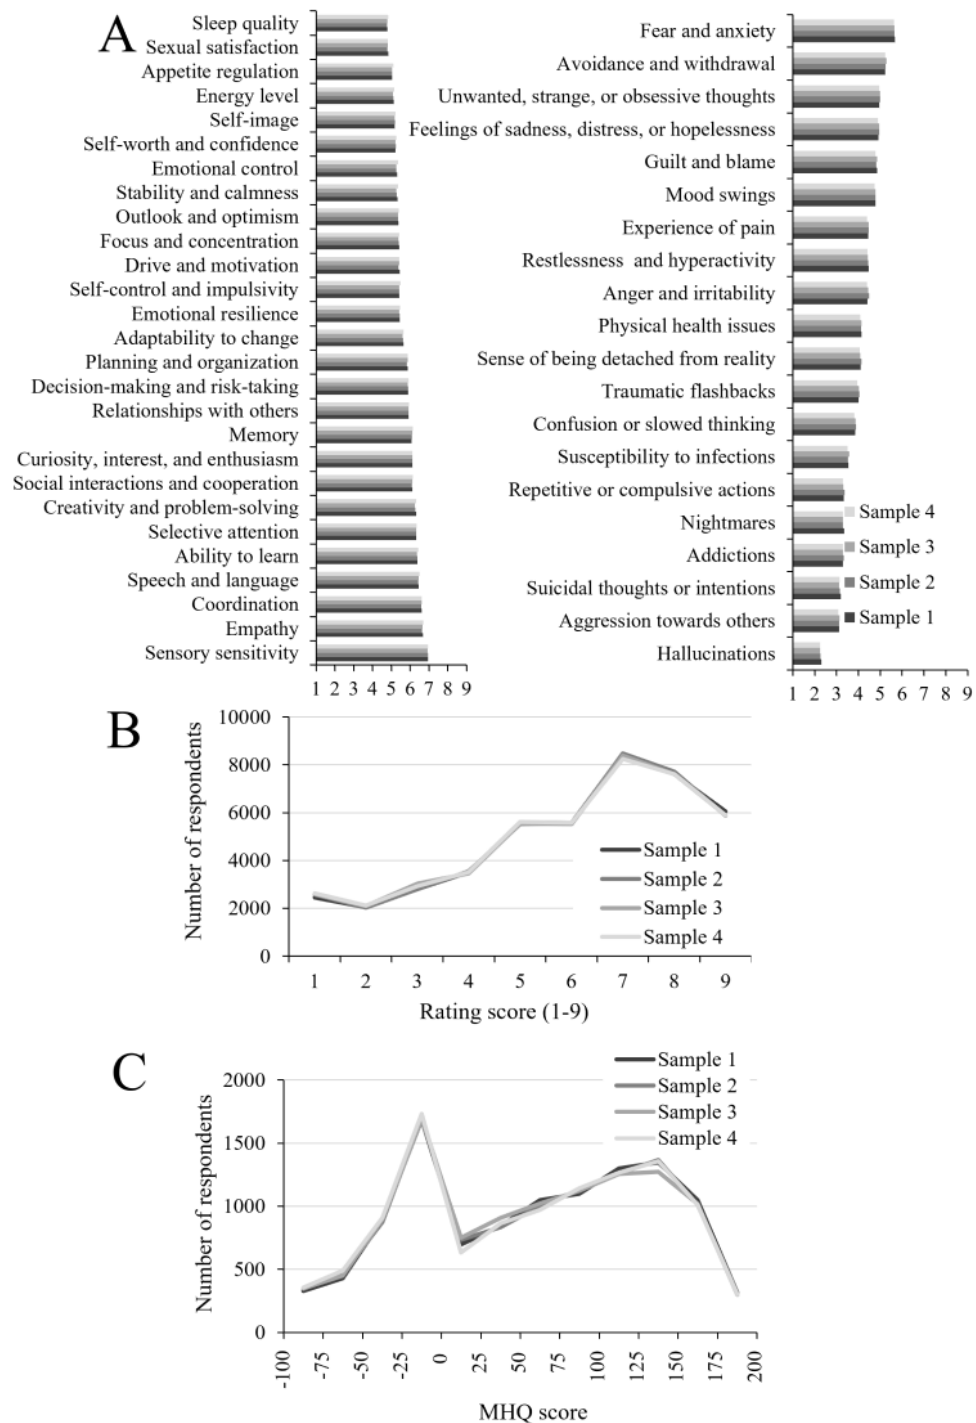 A
Sleep quality
Sexual satisfaction
Appetite regulation
Energy level
Self-image
Self-worth and confidence
Emotional control
Stability and calmness
Outlook and optimism
Focus and concentration
Drive and motivation
Self-control and impulsivity
Emotional resilience
Adaptability to change
Planning and organization
Decision-making and risk-taking
Relationships with others
Memory
Curiosity, interest, and enthusiasm
Social interactions and cooperation
Creativity and problem-solving
Selective attention
Ability to learn
Speech and language
Coordination
Empathy
Sensory sensitivity
1 2 3 4 5 6 7 8 9
Fear and anxiety
Avoidance and withdrawal
Unwanted, strange, or obsessive thoughts
Feelings of sadness, distress, or hopelessness
Guilt and blame
Mood swings
Experience of pain
Restlessness and hyperactivity
Anger and irritability
Physical health issues
Sense of being detached from reality
Traumatic flashbacks
Confusion or slowed thinking
Susceptibility to infections
Repetitive or compulsive actions
Nightmares
Addictions
Suicidal thoughts or intentions
Aggression towards others
Hallucinations
Sample 4
Sample 3
Sample 2
Sample 1
1 2 3 4 5 6 7 8 9
B
Number of respondents
10000
8000
6000
4000
2000
0
Sample 1
Sample 2
Sample 3
Sample 4
1 2 3 4 5 6 7 8 9
Rating score (1-9)
C
Sample 1
Sample 2
Sample 3
Sample 4
Number of respondents
2000
1500
1000
500
0
-100 -75 -50 -25 0 25 50 75 100 125 150 175 200
MHQ score